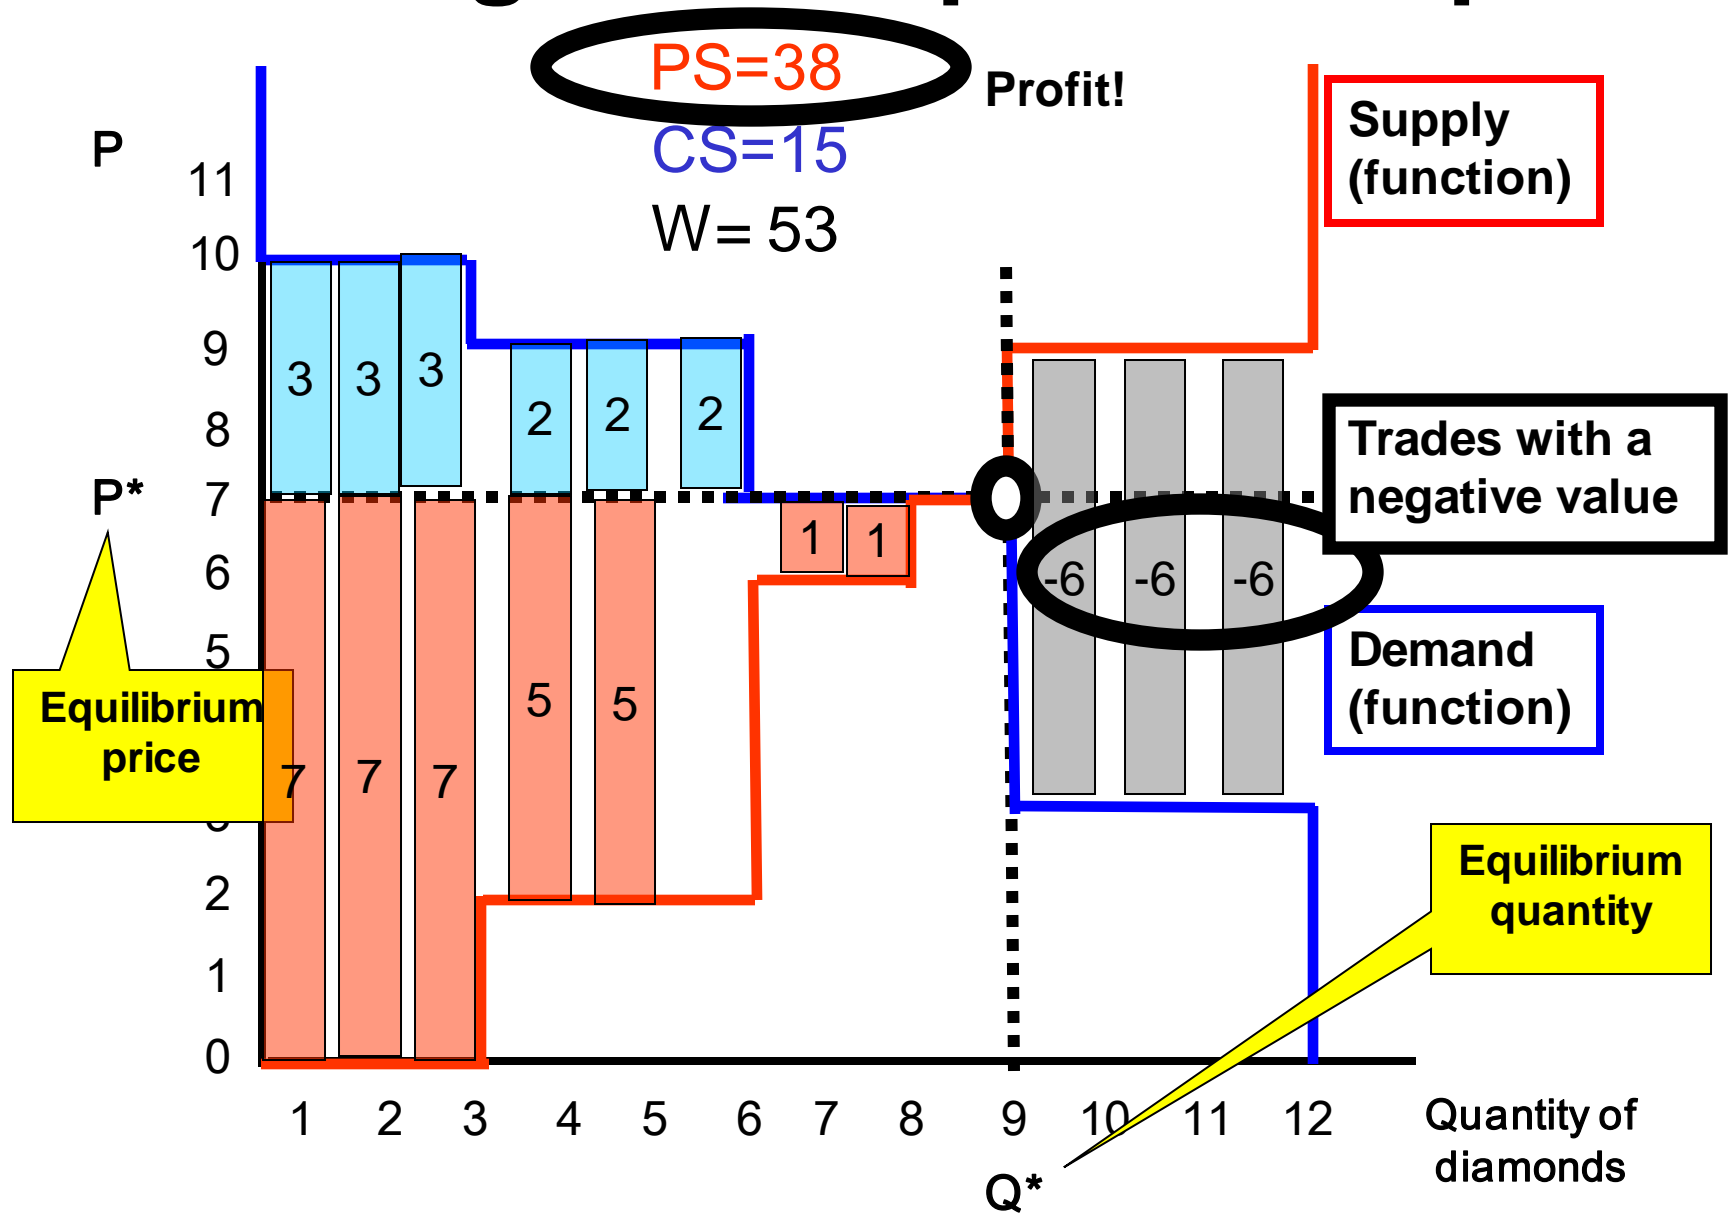 PS=38
Profit!
CS=15
W= 53
P
Supply
(function)
11
10
9
8
P*
7
6
5
2
1
0
3
3
3
2
2
2
1
1
7
7
7
5
5
-6
-6
-6
Trades with a
negative value
Demand
(function)
Equilibrium
price
Equilibrium
quantity
1
2
3
4
5
6
7
8
9
10
11
12
Quantity of
diamonds
Q*